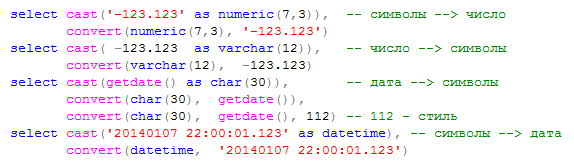 select cast('-123.123' as numeric(7,3)), -- символы --> число
convert(numeric(7,3), '-123.123')
select cast( -123.123 as varchar(12)), -- число --> символы
convert(varchar(12), -123.123)
select cast(getdate() as char(30)), -- дата --> символы
convert(char(30), getdate()),
convert(char(30), getdate(), 112) -- 112 - стиль
select cast('20140107 22:00:01.123' as datetime), -- символы --> дата
convert(datetime, '20140107 22:00:01.123')